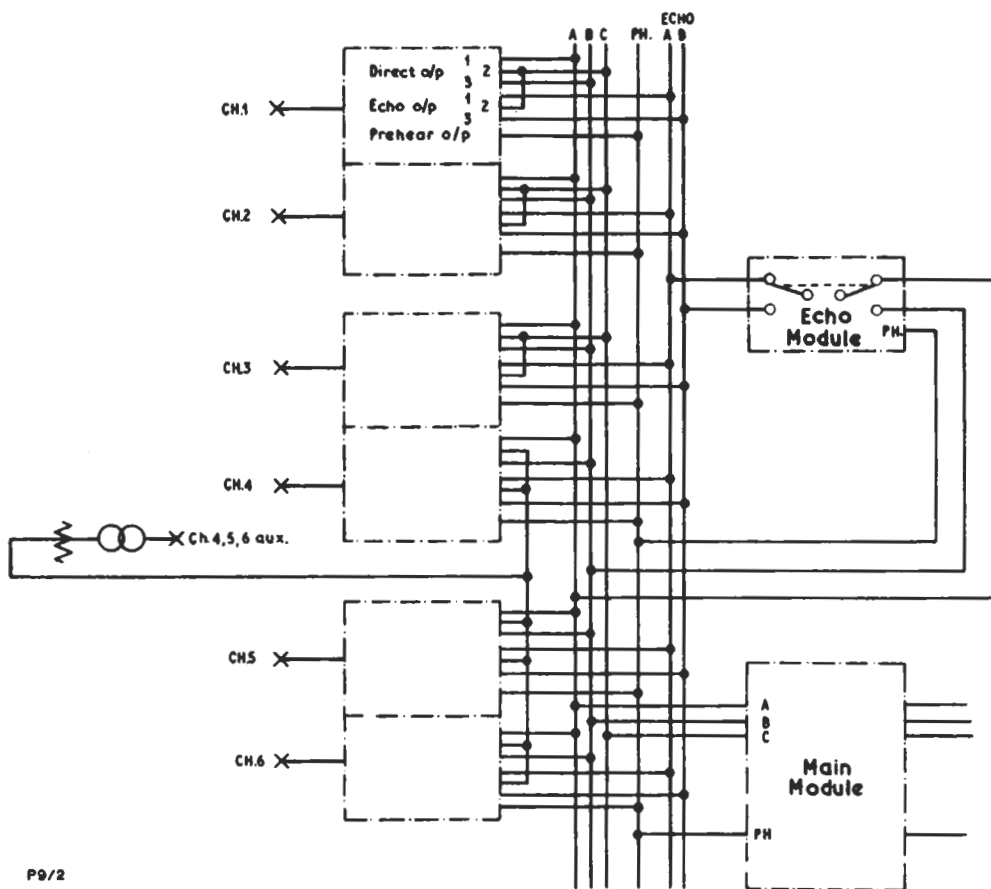 ECHO
A B C PH. A B
Direct o/p 1 2 3
CH.1
Echo o/p 1 2 3
Prehear o/p
CH.2
Echo
Module
PH.
CH.3
CH.4
Ch.4,5,6 aux.
CH.5
A
B
C
CH.6
Main
Module
PH
P9/2